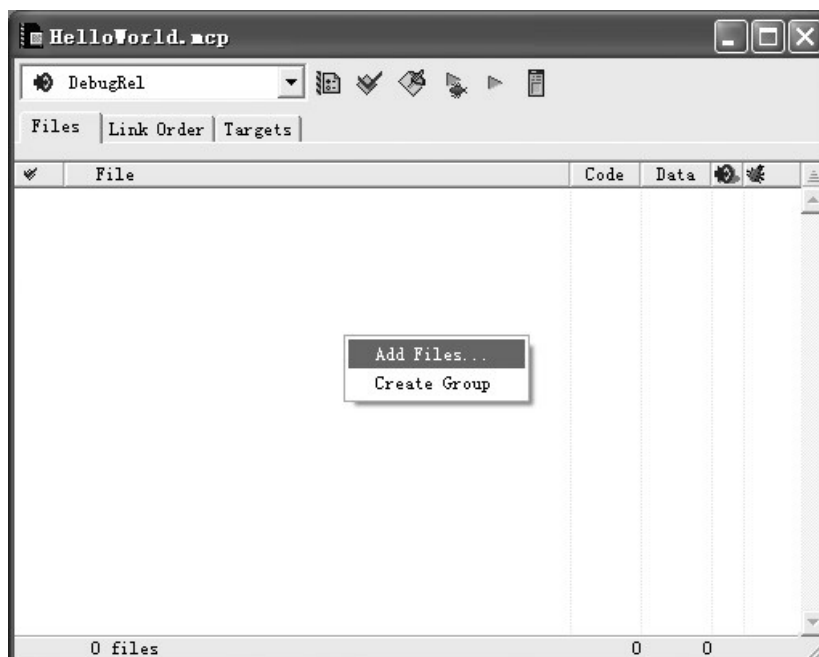 HelloWorld.mcp
DebugRel
Files Link Order Targets
File Code Data
Add Files...
Create Group
0 files 0 0